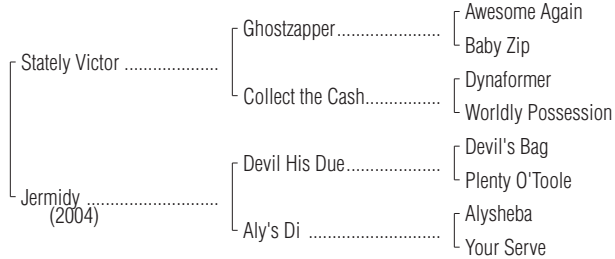 Awesome Again
Ghostzapper....................
Baby Zip
Stately Victor ..................
Dynaformer
Collect the Cash...............
Worldly Possession
Devil's Bag
Devil His Due..................
Plenty O'Toole
Jermidy .........................
(2004)
Alysheba
Aly's Di .........................
Your Serve